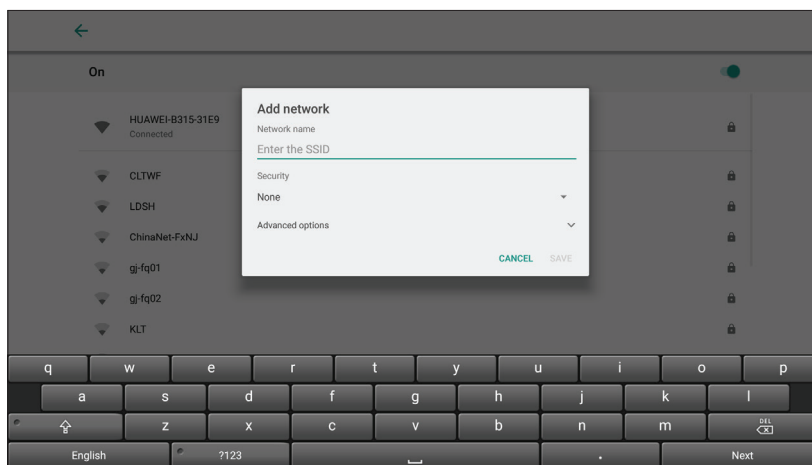 On
HUAWEI-B315-31E9
Connected
CLTWF
LDSH
ChinaNet-FxNJ
gj-fq01
gj-fq02
KLT
Add network
Network name
Enter the SSID
Security
None
Advanced options
CANCEL SAVE
q w e r t y u i o p
a s d f g h j k l
z x c v b n m DEL
English ?123 . Next